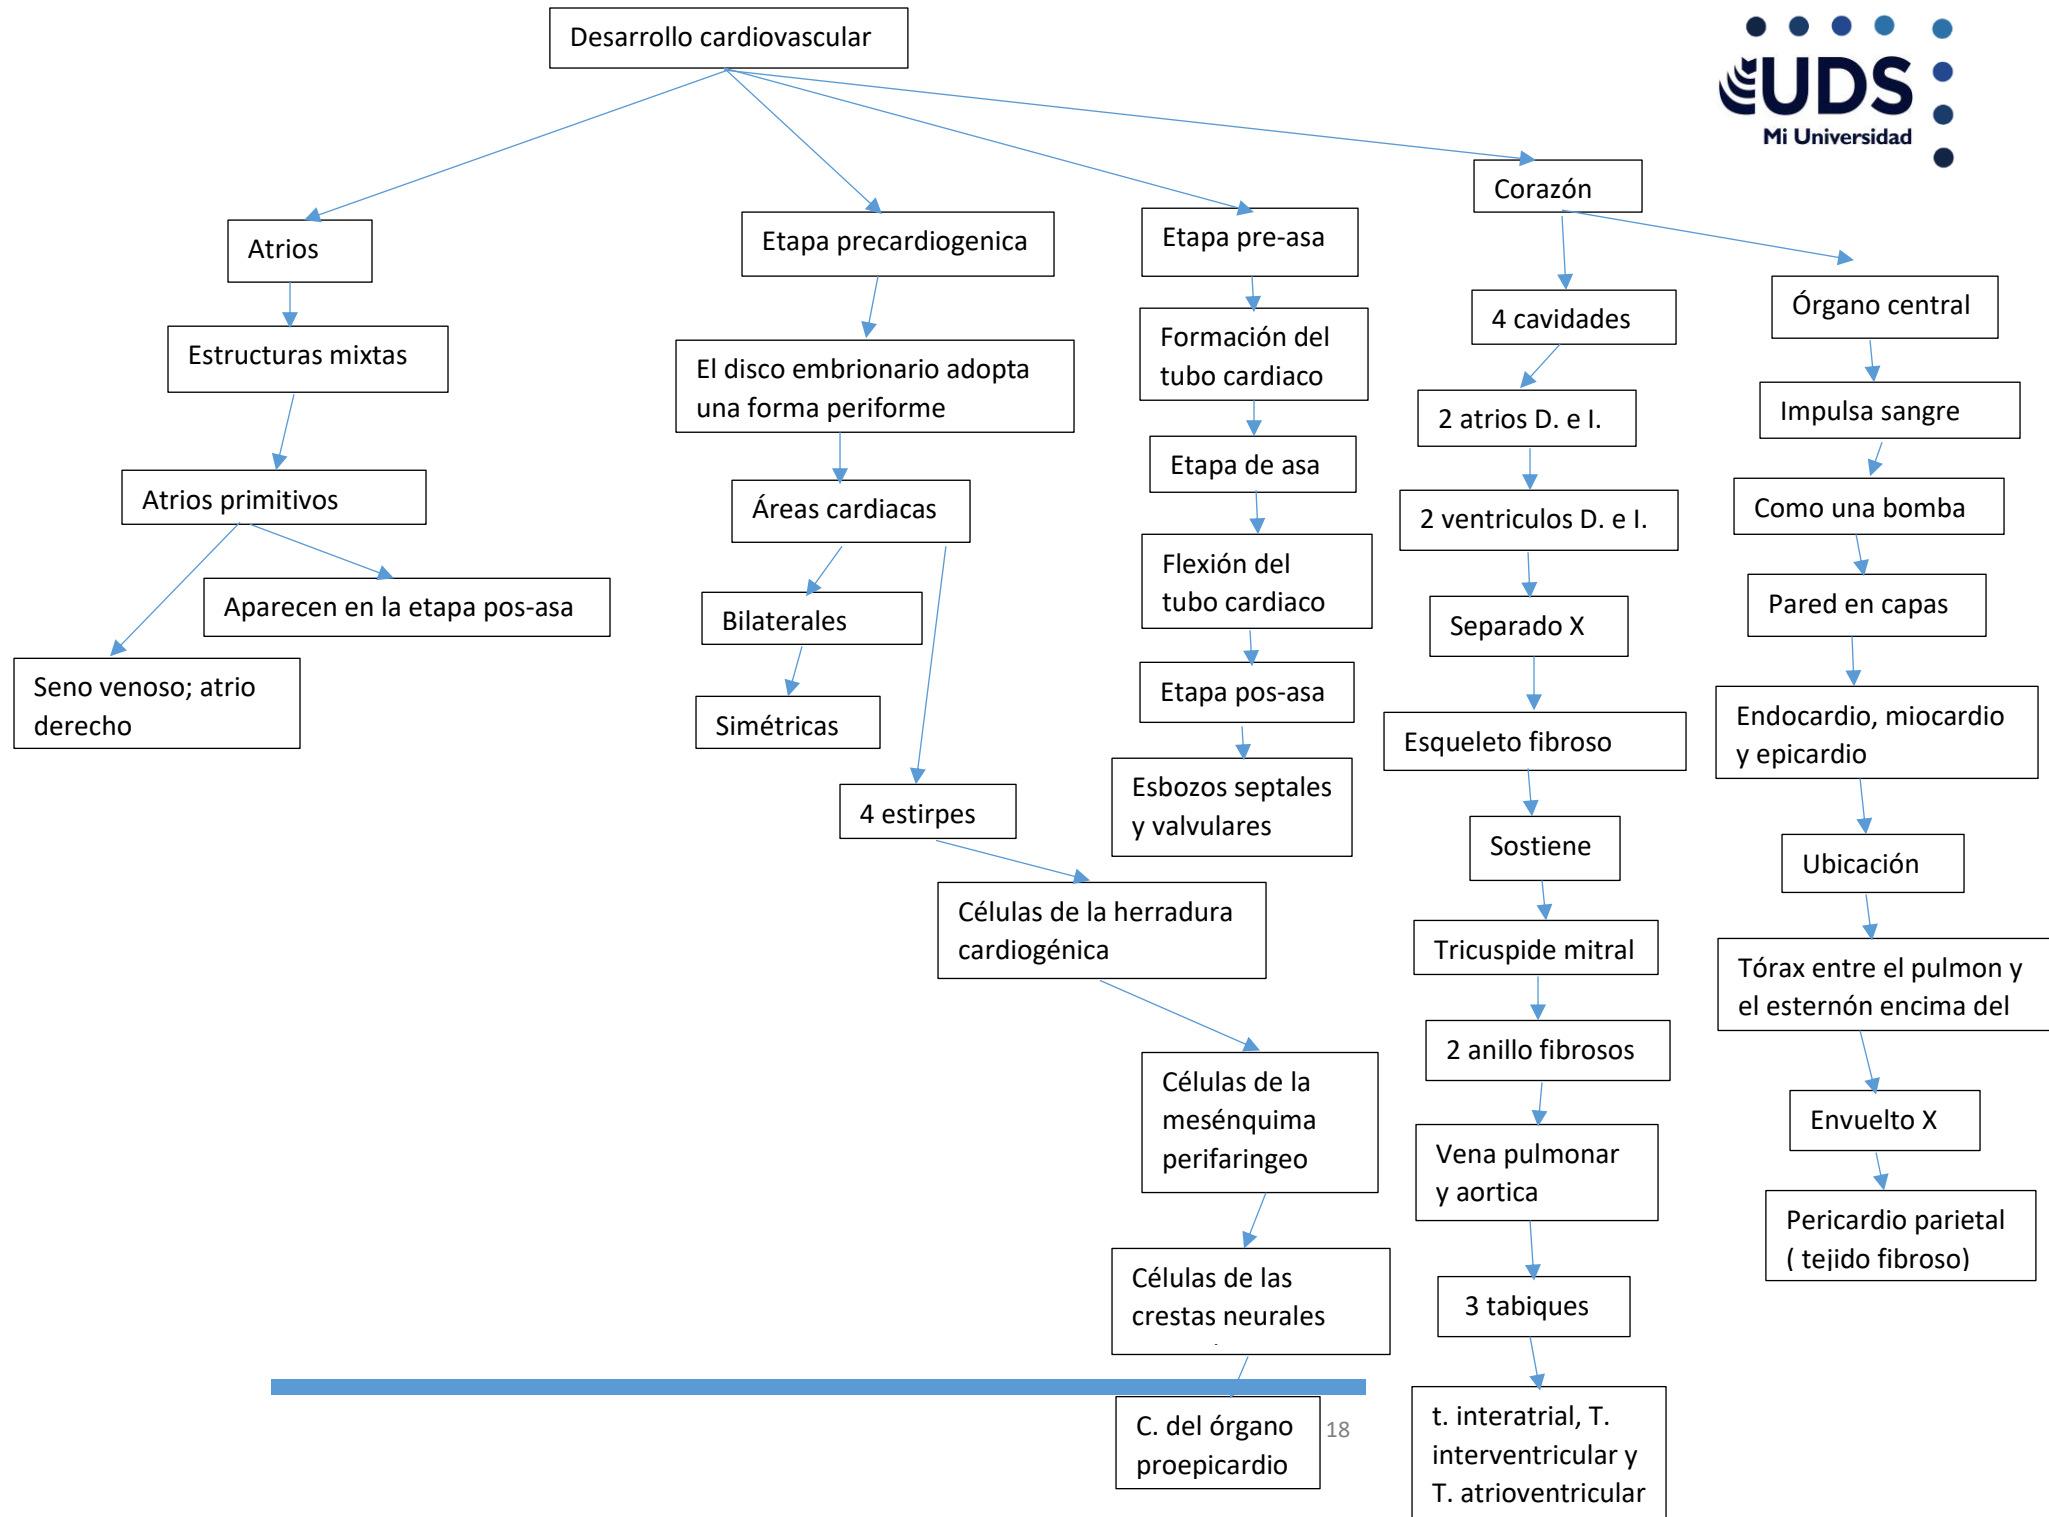 Desarrollo cardiovascular
UDS
Mi Universidad
Atrios
Estructuras mixtas
Atrios primitivos
Aparecen en la etapa pos-asa
Seno venoso; atrio
derecho
Etapa precardiogenica
El disco embrionario adopta
una forma periforme
Áreas cardiacas
Bilaterales
Simétricas
4 estirpes
Células de la herradura
cardiogénica
Células de la
mesénquima
perifaringeo
Células de las
crestas neurales
C. del órgano
proepicardio
Etapa pre-asa
Formación del
tubo cardiaco
Etapa de asa
Flexión del
tubo cardiaco
Etapa pos-asa
Esbozos septales
y valvulares
Corazón
4 cavidades
2 atrios D. e I.
2 ventriculos D. e I.
Separado X
Esqueleto fibroso
Sostiene
Tricuspide mitral
2 anillo fibrosos
Vena pulmonar
y aortica
3 tabiques
t. interatrial, T.
interventricular y
T. atrioventricular
Órgano central
Impulsa sangre
Como una bomba
Pared en capas
Endocardio, miocardio
y epicardio
Ubicación
Tórax entre el pulmon y
el esternón encima del
Envuelto X
Pericardio parietal
( tejido fibroso)
18